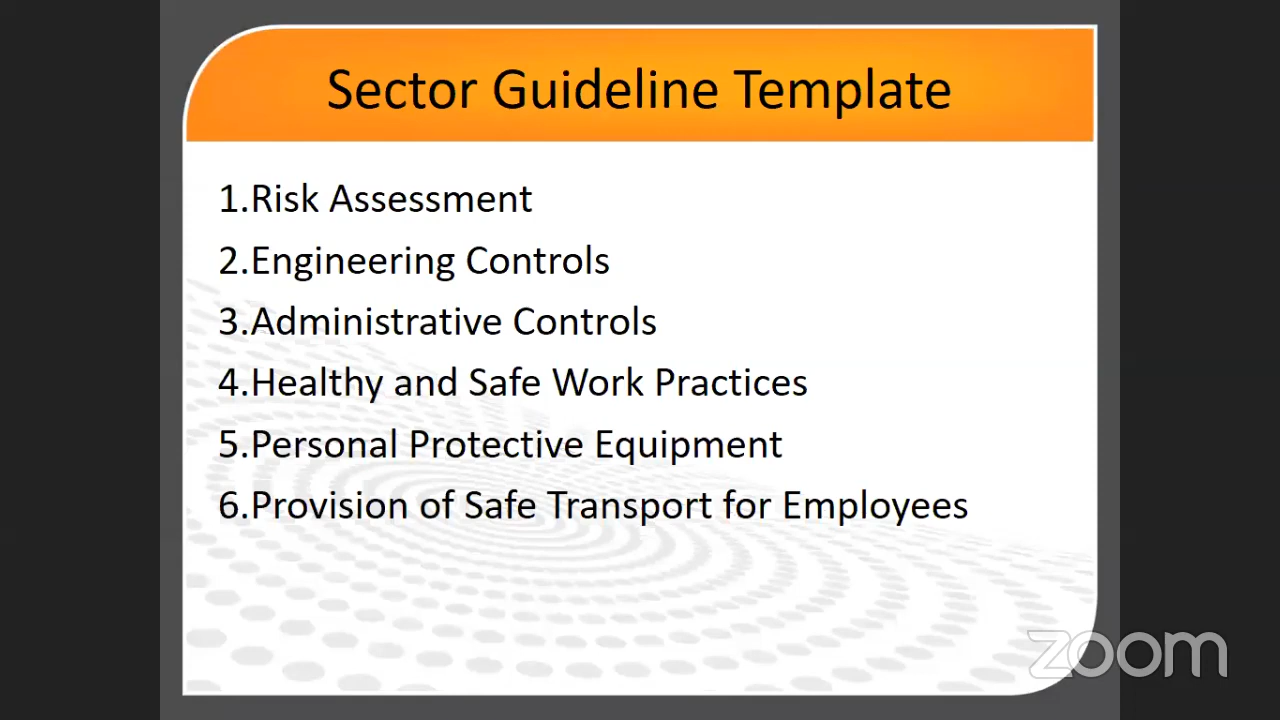 Sector Guideline Template
1.Risk Assessment
2.Engineering Controls
3.Administrative Controls
4.Healthy and Safe Work Practices
5.Personal Protective Equipment
6.Provision of Safe Transport for Employees
zoom